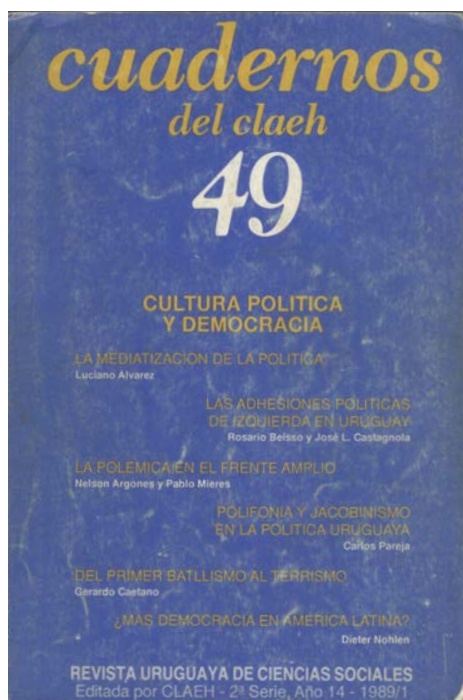 cuadernos
del claeh
49
CULTURA POLITICA
Y DEMOCRACIA
LA MEDIATIZACION DE LA POLITICA
Luciano Alvarez
LAS ADHESIONES POLITICAS
DE IZQUIERDA EN URUGUAY
Rosario Beisso y José L. Castagnola
LA POLEMICA EN EL FRENTE AMPLIO
Nelson Argones y Pablo Mieres
POLIFONIA Y JACOBINISMO
EN LA POLITICA URUGUAYA
Carlos Pareja
DEL PRIMER BATLLISMO AL TERRISMO
Gerardo Caetano
¿MAS DEMOCRACIA EN AMERICA LATINA?
Dieter Nohlen
REVISTA URUGUAYA DE CIENCIAS SOCIALES
Editada por CLAEH - 2ª Serie, Año 14 - 1989/